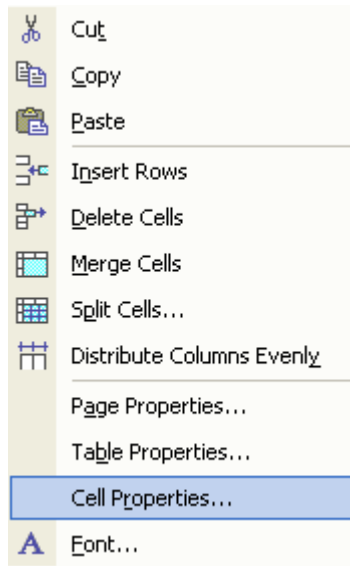 Cut
Copy
Paste
Insert Rows
Delete Cells
Merge Cells
Split Cells...
Distribute Columns Evenly
Page Properties...
Table Properties...
Cell Properties...
Font...